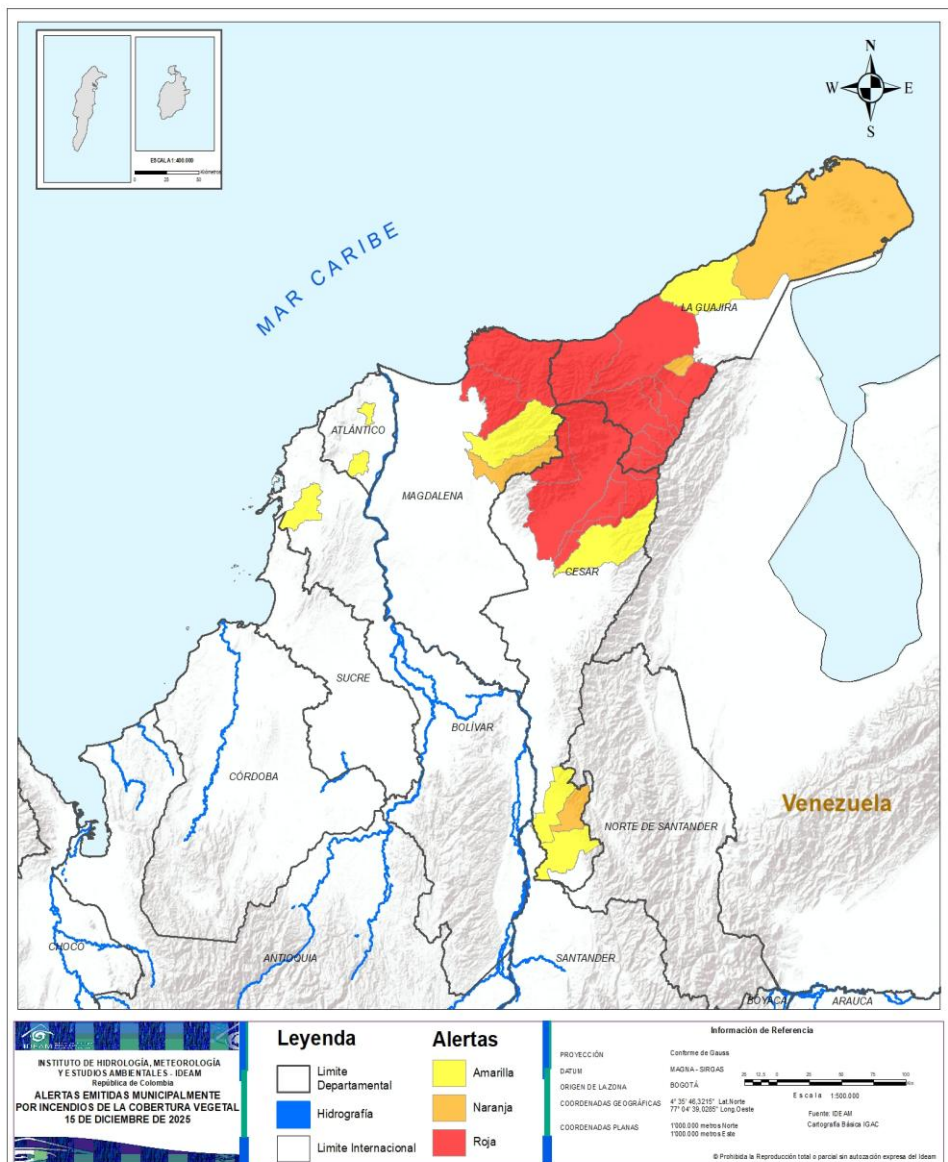 N
W E
S
ESCALA 1:400.000
MAR CARIBE
LA GUAJIRA
ATLÁNTICO
MAGDALENA
CESAR
SUCRE
BOLÍVAR
CÓRDOBA
NORTE DE SANTANDER
Venezuela
CHOCO
ANTIOQUIA
SANTANDER
BOYACÁ
ARAUCA
IDEAM
INSTITUTO DE HIDROLOGÍA, METEOROLOGÍA
Y ESTUDIOS AMBIENTALES - IDEAM
República de Colombia
ALERTAS EMITIDAS MUNICIPALMENTE
POR INCENDIOS DE LA COBERTURA VEGETAL
15 DE DICIEMBRE DE 2025
Leyenda
Limite
Departamental
Hidrografía
Limite Internacional
Alertas
Amarilla
Naranja
Roja
Información de Referencia
PROYECCIÓN Conforme de Gauss
DATUM MAGNA - SIRGAS
ORIGEN DE LA ZONA BOGOTÁ
COORDENADAS GEOGRÁFICAS 4° 35' 46,3215" Lat.Norte
77° 04' 39,0285" Long.Oeste
COORDENADAS PLANAS 1'000.000 metros Norte
1'000.000 metros Este
Escala 1:500.000
Fuente: IDEAM
Cartografía Básica IGAC
© Prohibida la Reproducción total o parcial sin autozación expresa del Ideam